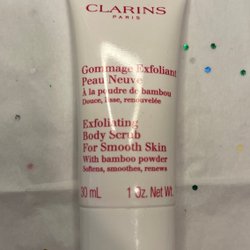 CLARINS
PARIS
Gommage Exfoliant
Peau Neuve
À la poudre de bambou
Douce, lisse, renouvelée
Exfoliating
Body Scrub
For Smooth Skin
With bamboo powder
Softens, smoothes, renews
30 mL 1 Oz. Net Wt.